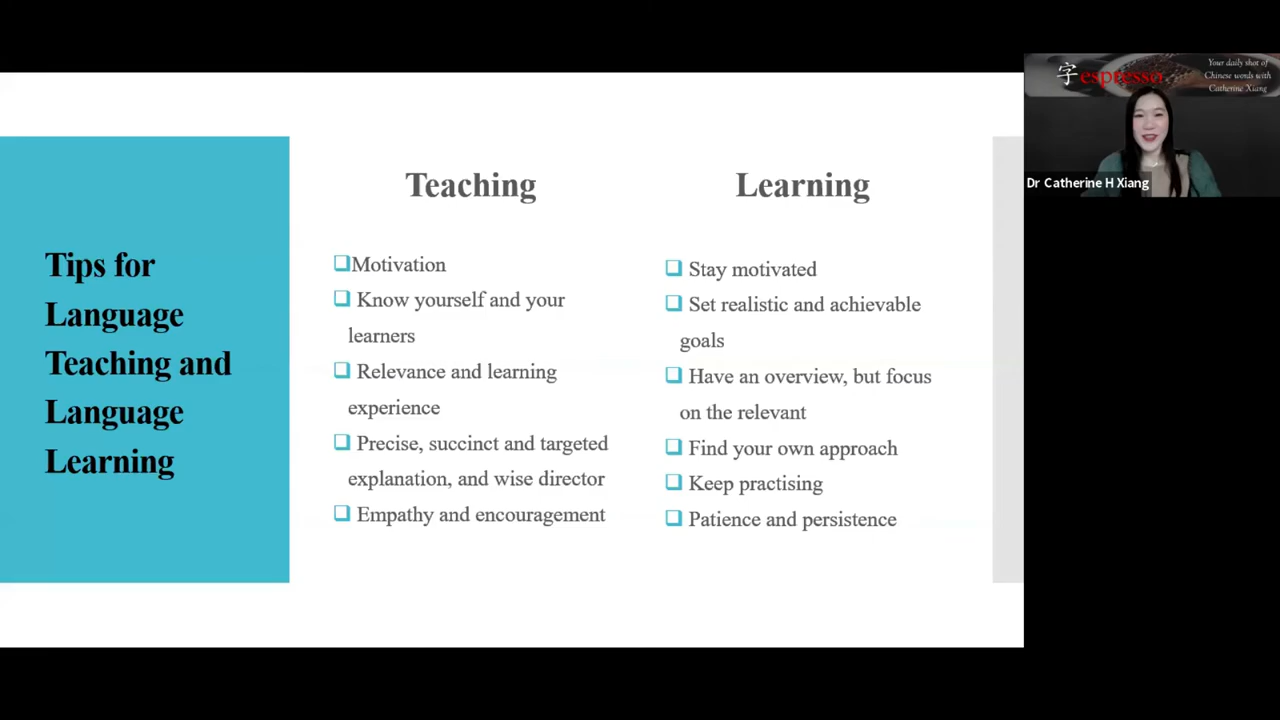 Tips for
Language
Teaching and
Language
Learning
Teaching
Motivation
Know yourself and your
learners
Relevance and learning
experience
Precise, succinct and targeted
explanation, and wise director
Empathy and encouragement
Learning
Stay motivated
Set realistic and achievable
goals
Have an overview, but focus
on the relevant
Find your own approach
Keep practising
Patience and persistence
字espresso
Your daily shot of
Chinese words with
Catherine Xiang
Dr Catherine H Xiang